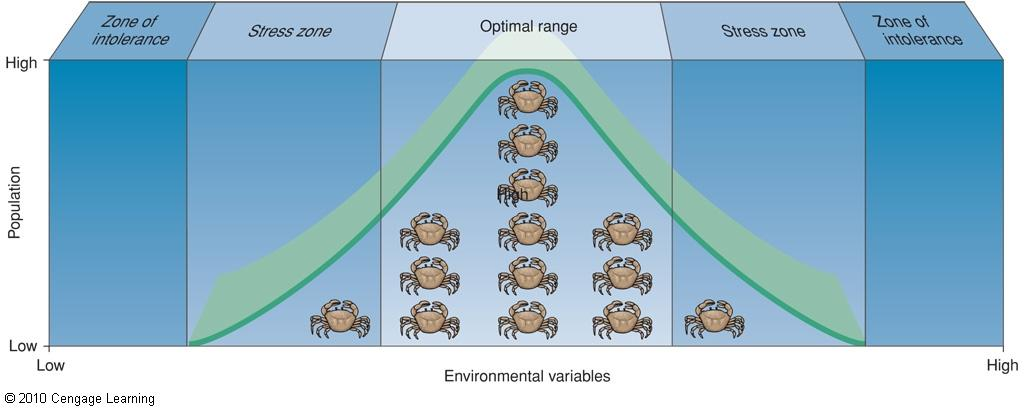 Zone of
intolerance
Stress zone
Optimal range
Stress zone
Zone of
intolerance
High
Population
High
Low
Low
High
Environmental variables
© 2010 Cengage Learning